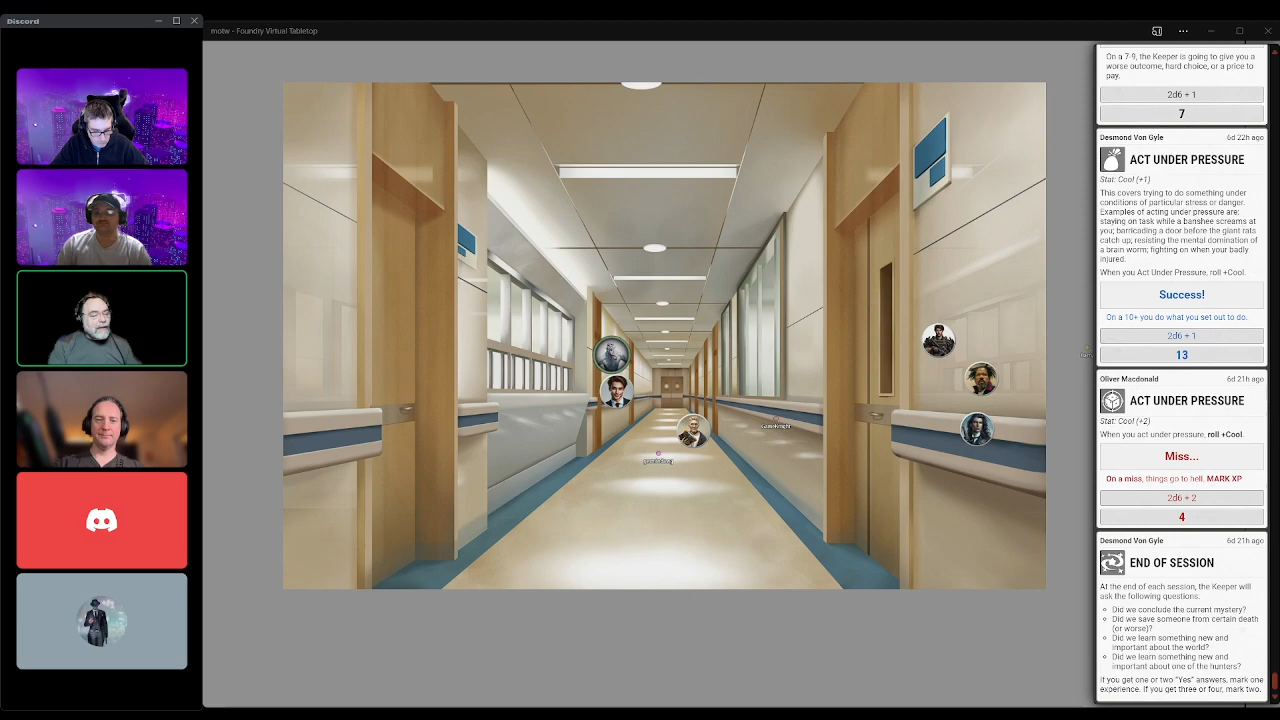 Discord
motw - Foundry Virtual Tabletop
On a 7-9, the Keeper is going to give you a
worse outcome, hard choice, or a price to
pay.
2d6 + 1
7
Desmond Von Gyle 6d 22h ago
ACT UNDER PRESSURE
Stat: Cool (+1)
This covers trying to do something under
conditions of particular stress or danger.
Examples of acting under pressure are:
staying on task while a banshee screams at
you; barricading a door before the giant rats
catch up; resisting the mental domination of
a brain worm; fighting on when your badly
injured.
When you Act Under Pressure, roll +Cool.
Success!
On a 10+ you do what you set out to do.
2d6 + 1
13
Oliver Macdonald 6d 21h ago
ACT UNDER PRESSURE
Stat: Cool (+2)
When you act under pressure, roll +Cool.
Miss...
On a miss, things go to hell. MARK XP
2d6 + 2
4
Desmond Von Gyle 6d 21h ago
END OF SESSION
At the end of each session, the Keeper will
ask the following questions:
Did we conclude the current mystery?
Did we save someone from certain death
(or worse)?
Did we learn something new and
important about the world?
Did we learn something new and
important about one of the hunters?
If you get one or two "Yes" answers, mark one
experience. If you get three or four, mark two.